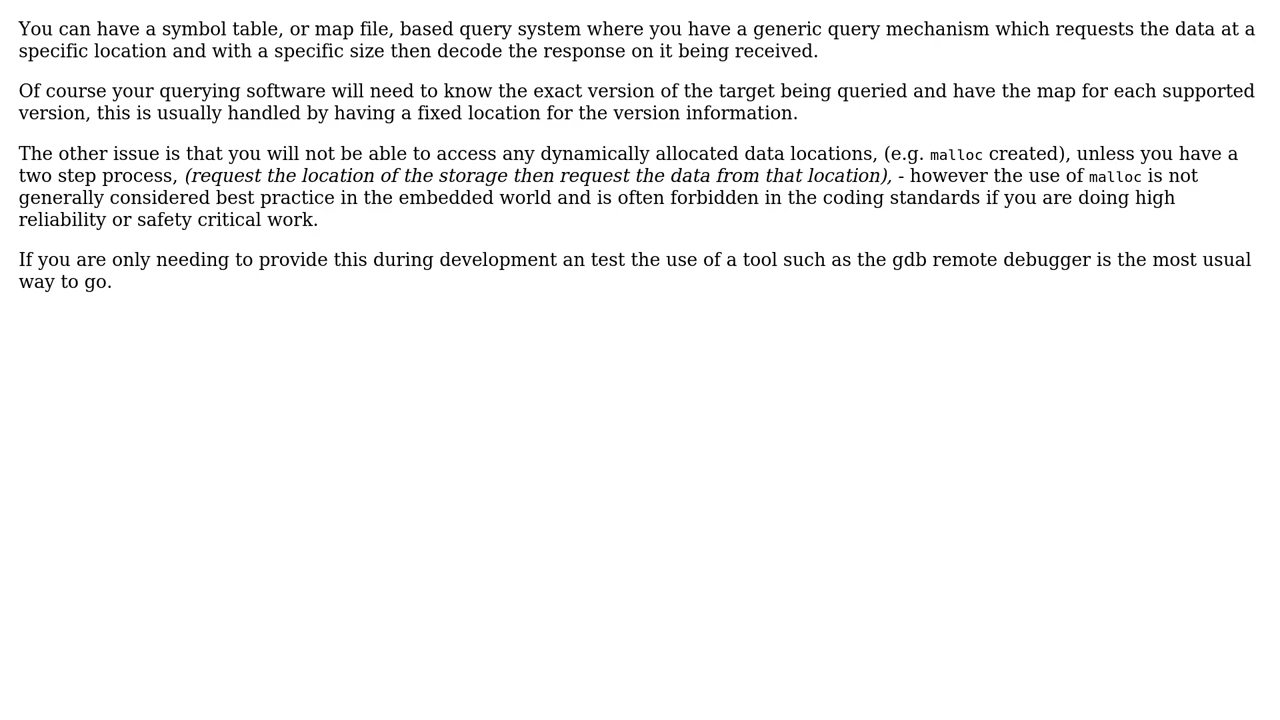 You can have a symbol table, or map file, based query system where you have a generic query mechanism which requests the data at a
specific location and with a specific size then decode the response on it being received.
Of course your querying software will need to know the exact version of the target being queried and have the map for each supported
version, this is usually handled by having a fixed location for the version information.
The other issue is that you will not be able to access any dynamically allocated data locations, (e.g. malloc created), unless you have a
two step process, (request the location of the storage then request the data from that location), - however the use of malloc is not
generally considered best practice in the embedded world and is often forbidden in the coding standards if you are doing high
reliability or safety critical work.
If you are only needing to provide this during development an test the use of a tool such as the gdb remote debugger is the most usual
way to go.